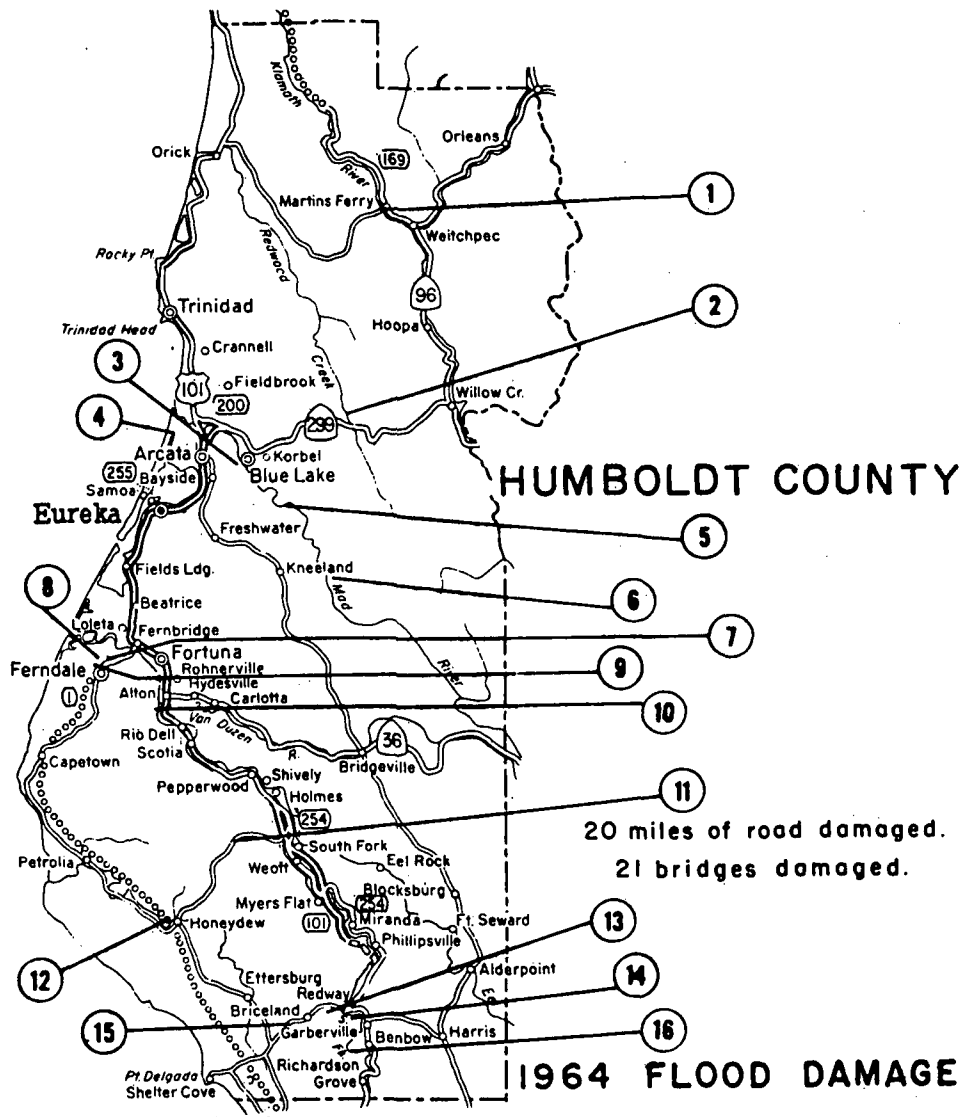 Klamath
River
Orleans
169
Orick
Martins Ferry
1
Weitchpec
Redwood
Rocky Pt.
96
Trinidad
Hoopa
2
Trinidad Head
Crannell
3
Creek
101
Fieldbrook
200
Willow Cr.
299
4
Arcata
Korbel
Blue Lake
255
Bayside
Samoa
HUMBOLDT COUNTY
Eureka
5
Freshwater
Fields Ldg.
Kneeland
8
Mad
6
Beatrice
Loleta
Fernbridge
7
Fortuna
Ferndale
Rohnerville
River
9
Hydesville
1
Alton
Carlotta
10
Van Duzen
R.
Rio Dell
36
Scotia
Capetown
Bridgeville
Shively
Pepperwood
Holmes
11
254
20 miles of road damaged.
South Fork
Petrolia
Eel Rock
21 bridges damaged.
Weott
Blocksburg
Myers Flat
254
101
Miranda
Ft. Seward
13
Honeydew
Phillipsville
12
Ettersburg
Alderpoint
14
Redway
Briceland
15
Garberville
Harris
16
Benbow
Richardson
Grove
Pt. Delgada
Shelter Cove
1964 FLOOD DAMAGE